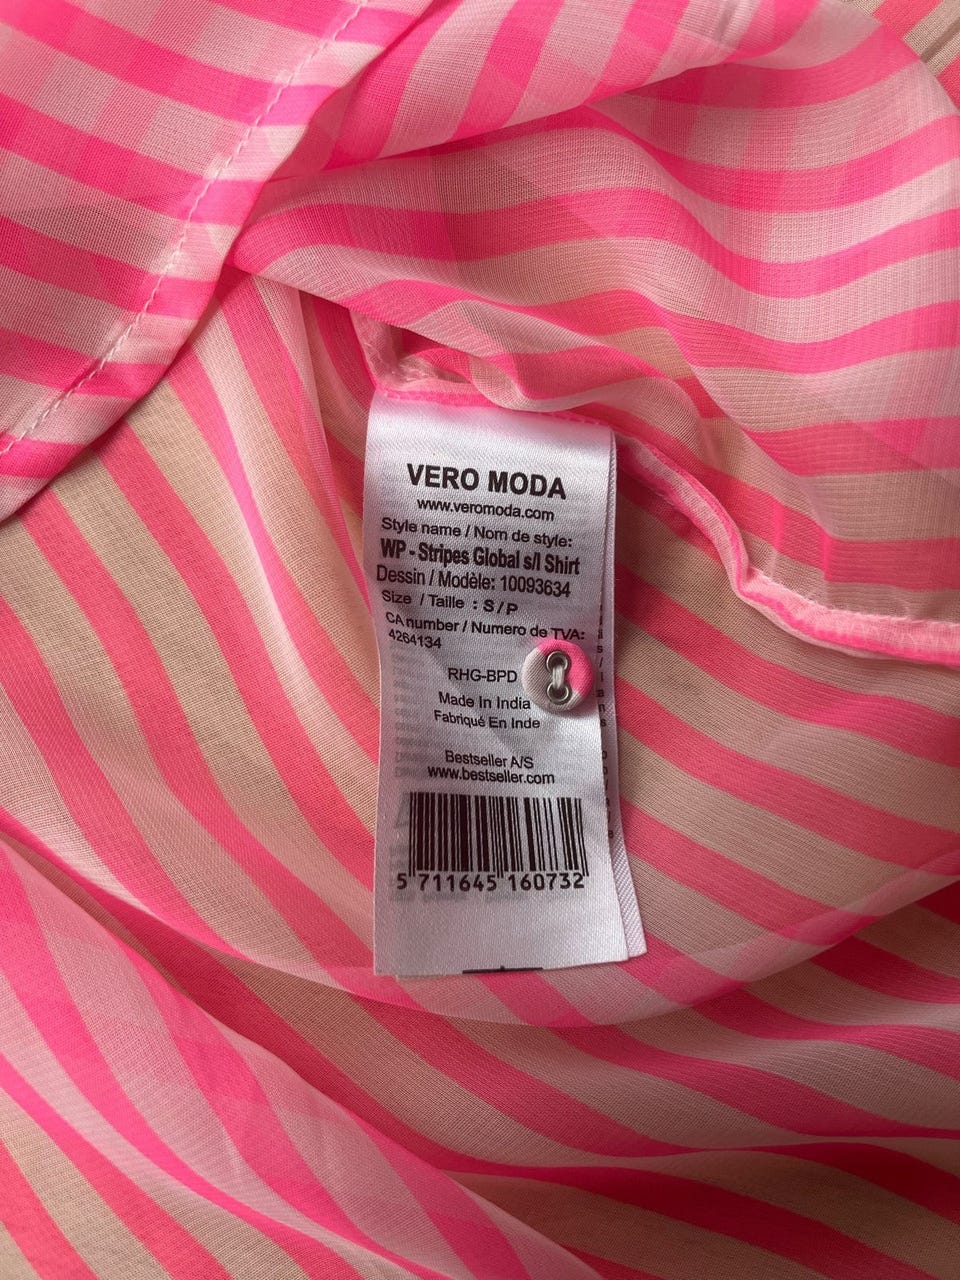 VERO MODA
www.veromoda.com
Style name / Nom de style:
WP - Stripes Global s/l Shirt
Dessin / Modèle: 10093634
Size / Taille : S / P
CA number / Numero de TVA:
4264134
RHG-BPD
Made In India
Fabriqué En Inde
Bestseller A/S
www.bestseller.com
5 711645 160732